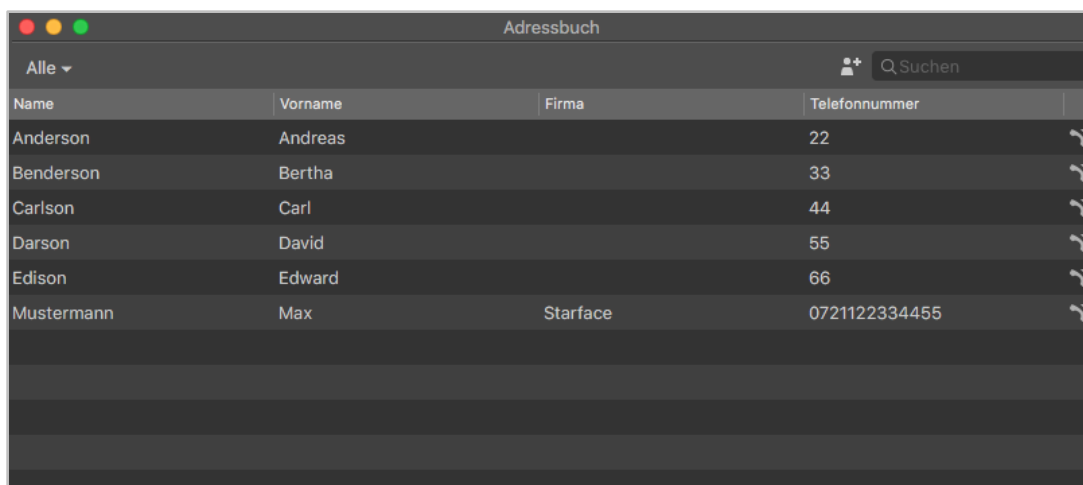 Adressbuch
Alle Suchen
Name Vorname Firma Telefonnummer
Anderson Andreas 22
Benderson Bertha 33
Carlson Carl 44
Darson David 55
Edison Edward 66
Mustermann Max Starface 0721122334455